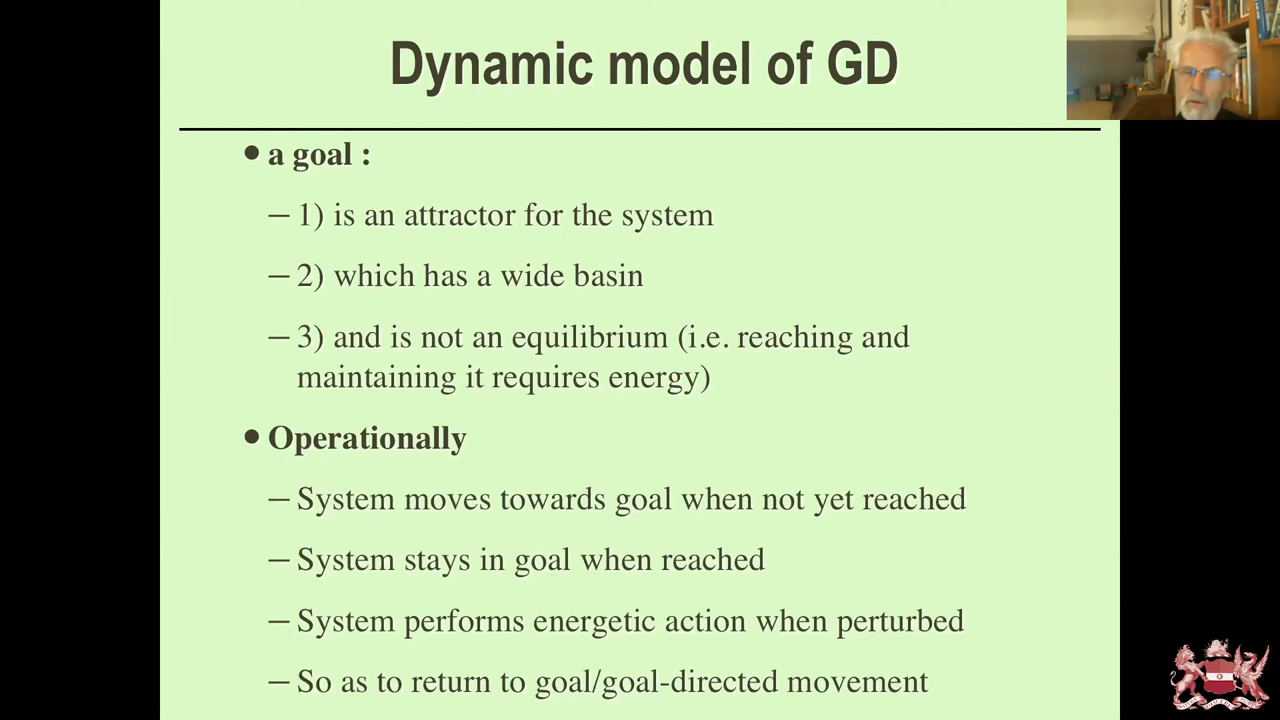 Dynamic model of GD
• a goal :
– 1) is an attractor for the system
– 2) which has a wide basin
– 3) and is not an equilibrium (i.e. reaching and
maintaining it requires energy)
• Operationally
– System moves towards goal when not yet reached
– System stays in goal when reached
– System performs energetic action when perturbed
– So as to return to goal/goal-directed movement